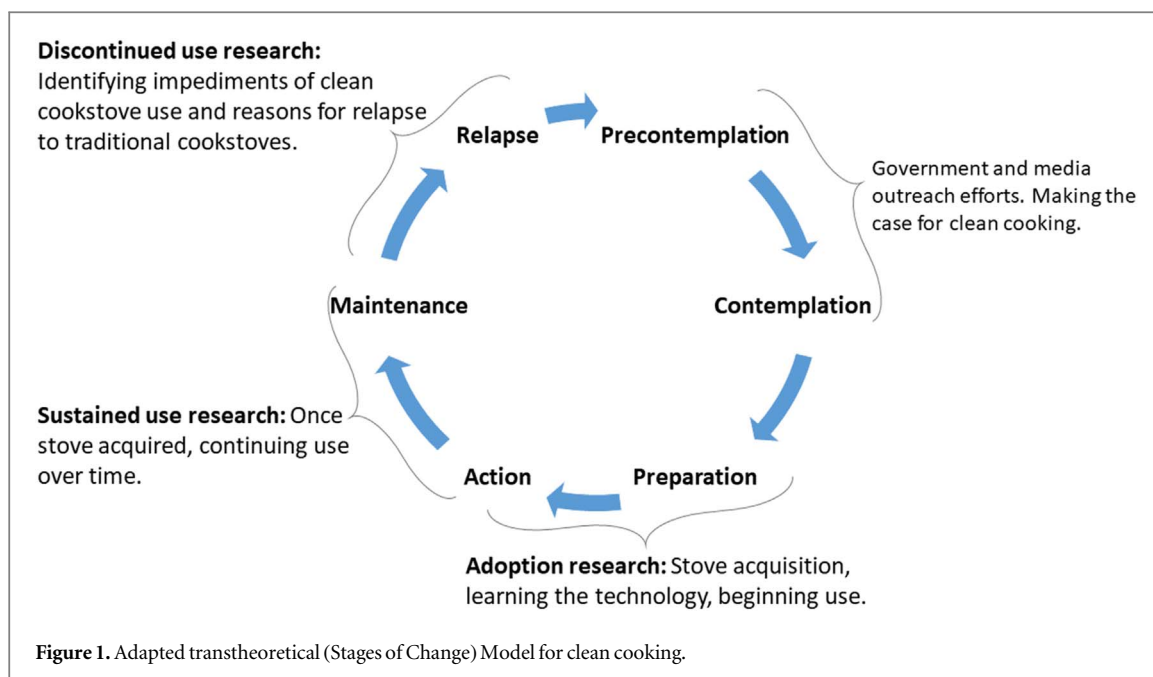 Discontinued use research:
Identifying impediments of clean
cookstove use and reasons for relapse
to traditional cookstoves.
Relapse
Precontemplation
Government and media
outreach efforts. Making the
case for clean cooking.
Maintenance
Contemplation
Sustained use research: Once
stove acquired, continuing use
over time.
Action
Preparation
Adoption research: Stove acquisition,
learning the technology, beginning use.
Figure 1. Adapted transtheoretical (Stages of Change) Model for clean cooking.